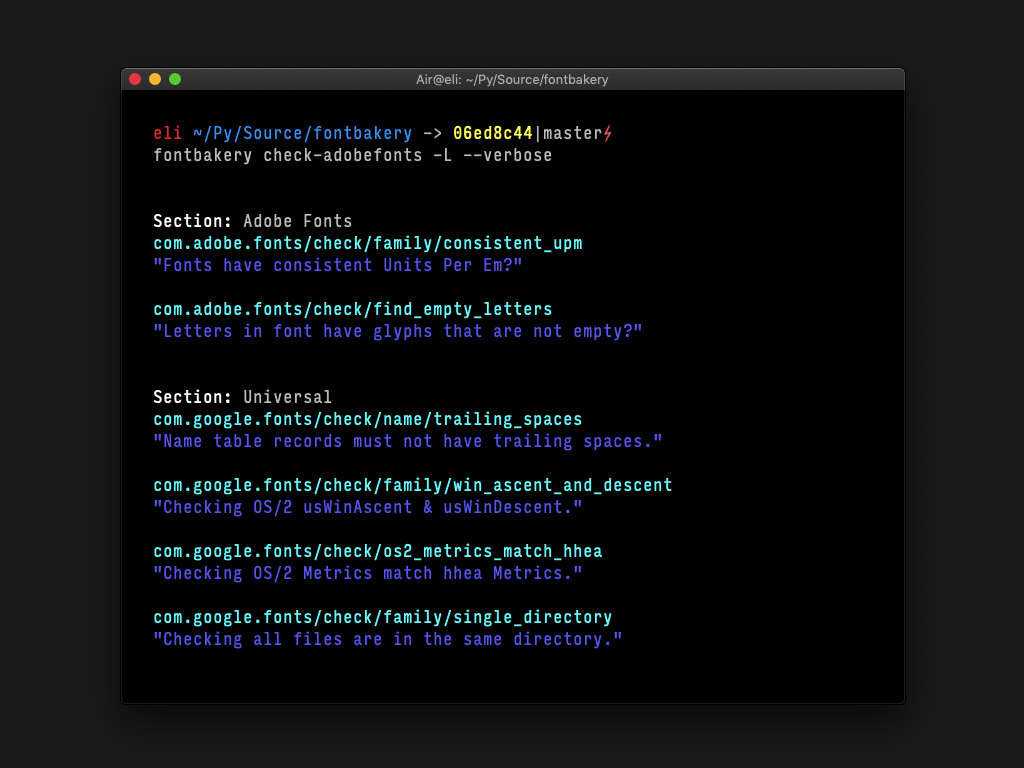 Air@eli: ~/Py/Source/fontbakery
eli ~/Py/Source/fontbakery -> 06ed8c44|master⚡
fontbakery check-adobefonts -L --verbose
Section: Adobe Fonts
com.adobe.fonts/check/family/consistent_upm
"Fonts have consistent Units Per Em?"
com.adobe.fonts/check/find_empty_letters
"Letters in font have glyphs that are not empty?"
Section: Universal
com.google.fonts/check/name/trailing_spaces
"Name table records must not have trailing spaces."
com.google.fonts/check/family/win_ascent_and_descent
"Checking OS/2 usWinAscent & usWinDescent."
com.google.fonts/check/os2_metrics_match_hhea
"Checking OS/2 Metrics match hhea Metrics."
com.google.fonts/check/family/single_directory
"Checking all files are in the same directory."